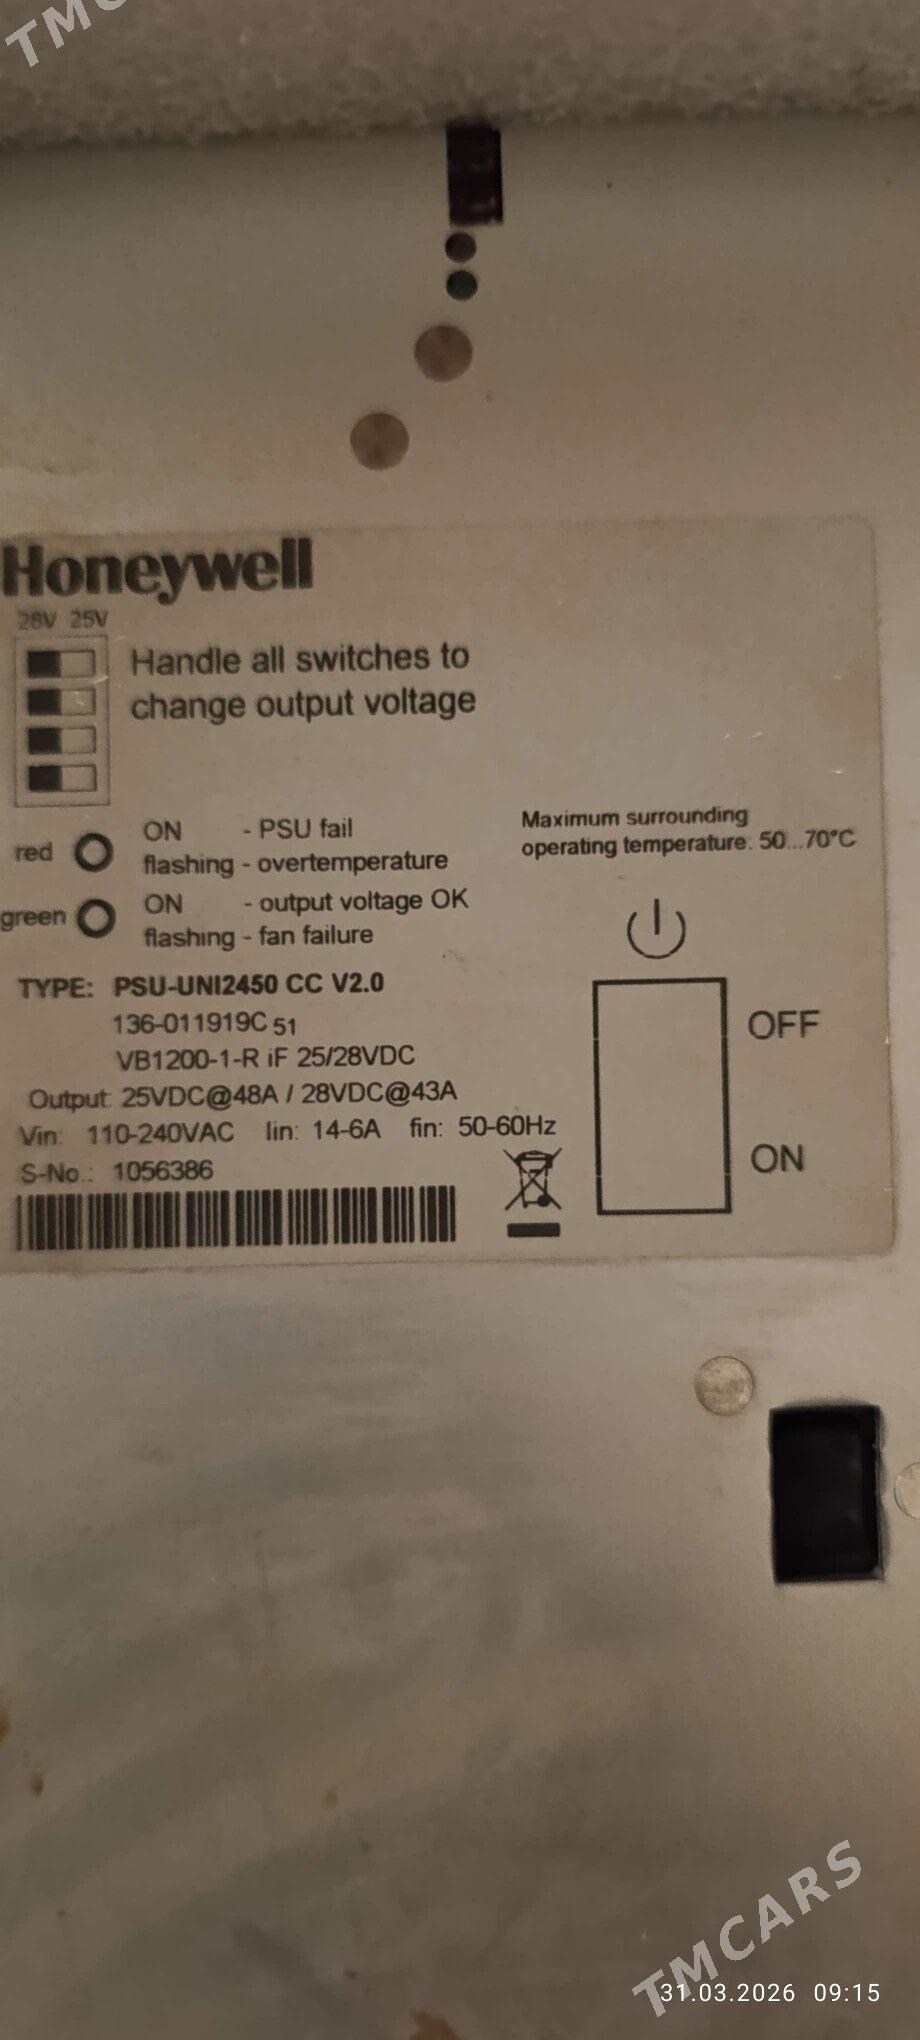 TMC
Honeywell
28V 25V
Handle all switches to
change output voltage
red ON - PSU fail
flashing - overtemperature
green ON - output voltage OK
flashing - fan failure
Maximum surrounding
operating temperature. 50...70°C
TYPE: PSU-UNI2450 CC V2.0
136-011919C 51
VB1200-1-R iF 25/28VDC
Output: 25VDC@48A / 28VDC@43A
Vin: 110-240VAC Iin: 14-6A fin: 50-60Hz
S-No.: 1056386
OFF
ON
TMCARS
31.03.2026 09:15